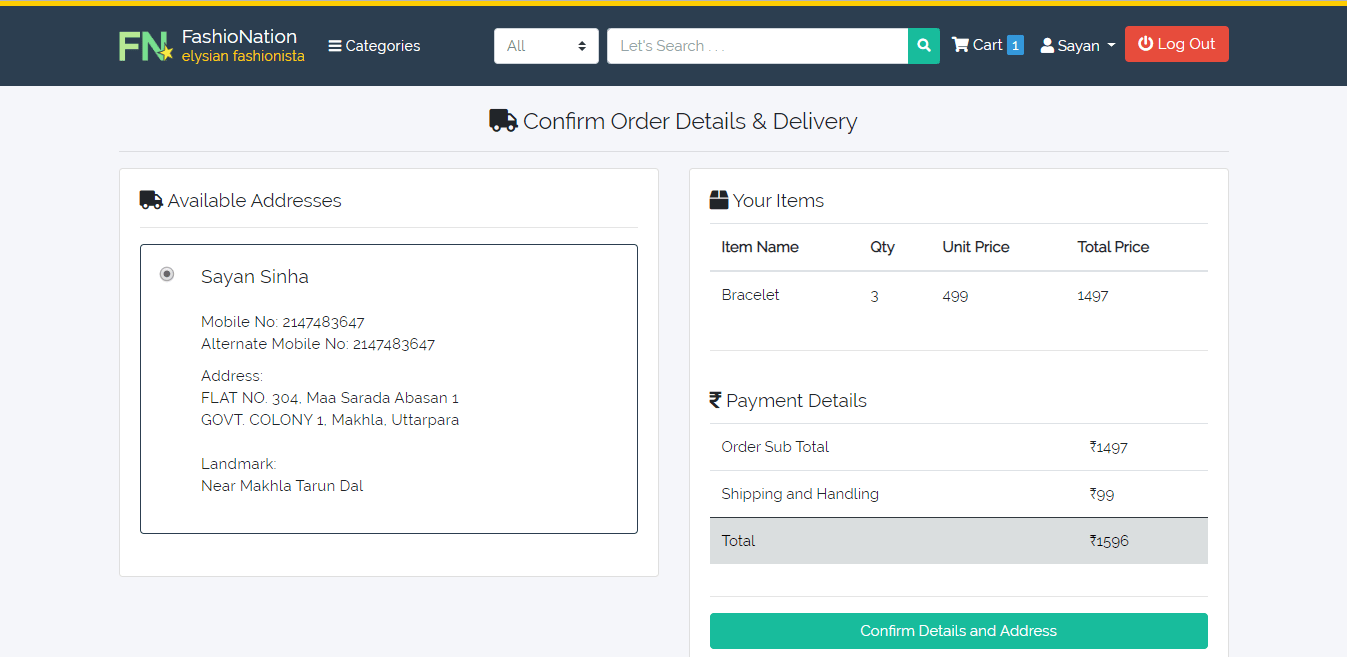 FN FashioNation
elysian fashionista
Categories
All
Let's Search . . .
Cart 1
Sayan
Log Out
Confirm Order Details & Delivery
Available Addresses
Sayan Sinha
Mobile No: 2147483647
Alternate Mobile No: 2147483647
Address:
FLAT NO. 304, Maa Sarada Abasan 1
GOVT. COLONY 1, Makhla, Uttarpara
Landmark:
Near Makhla Tarun Dal
Your Items
Item Name Qty Unit Price Total Price
Bracelet 3 499 1497
₹ Payment Details
Order Sub Total ₹1497
Shipping and Handling ₹99
Total ₹1596
Confirm Details and Address